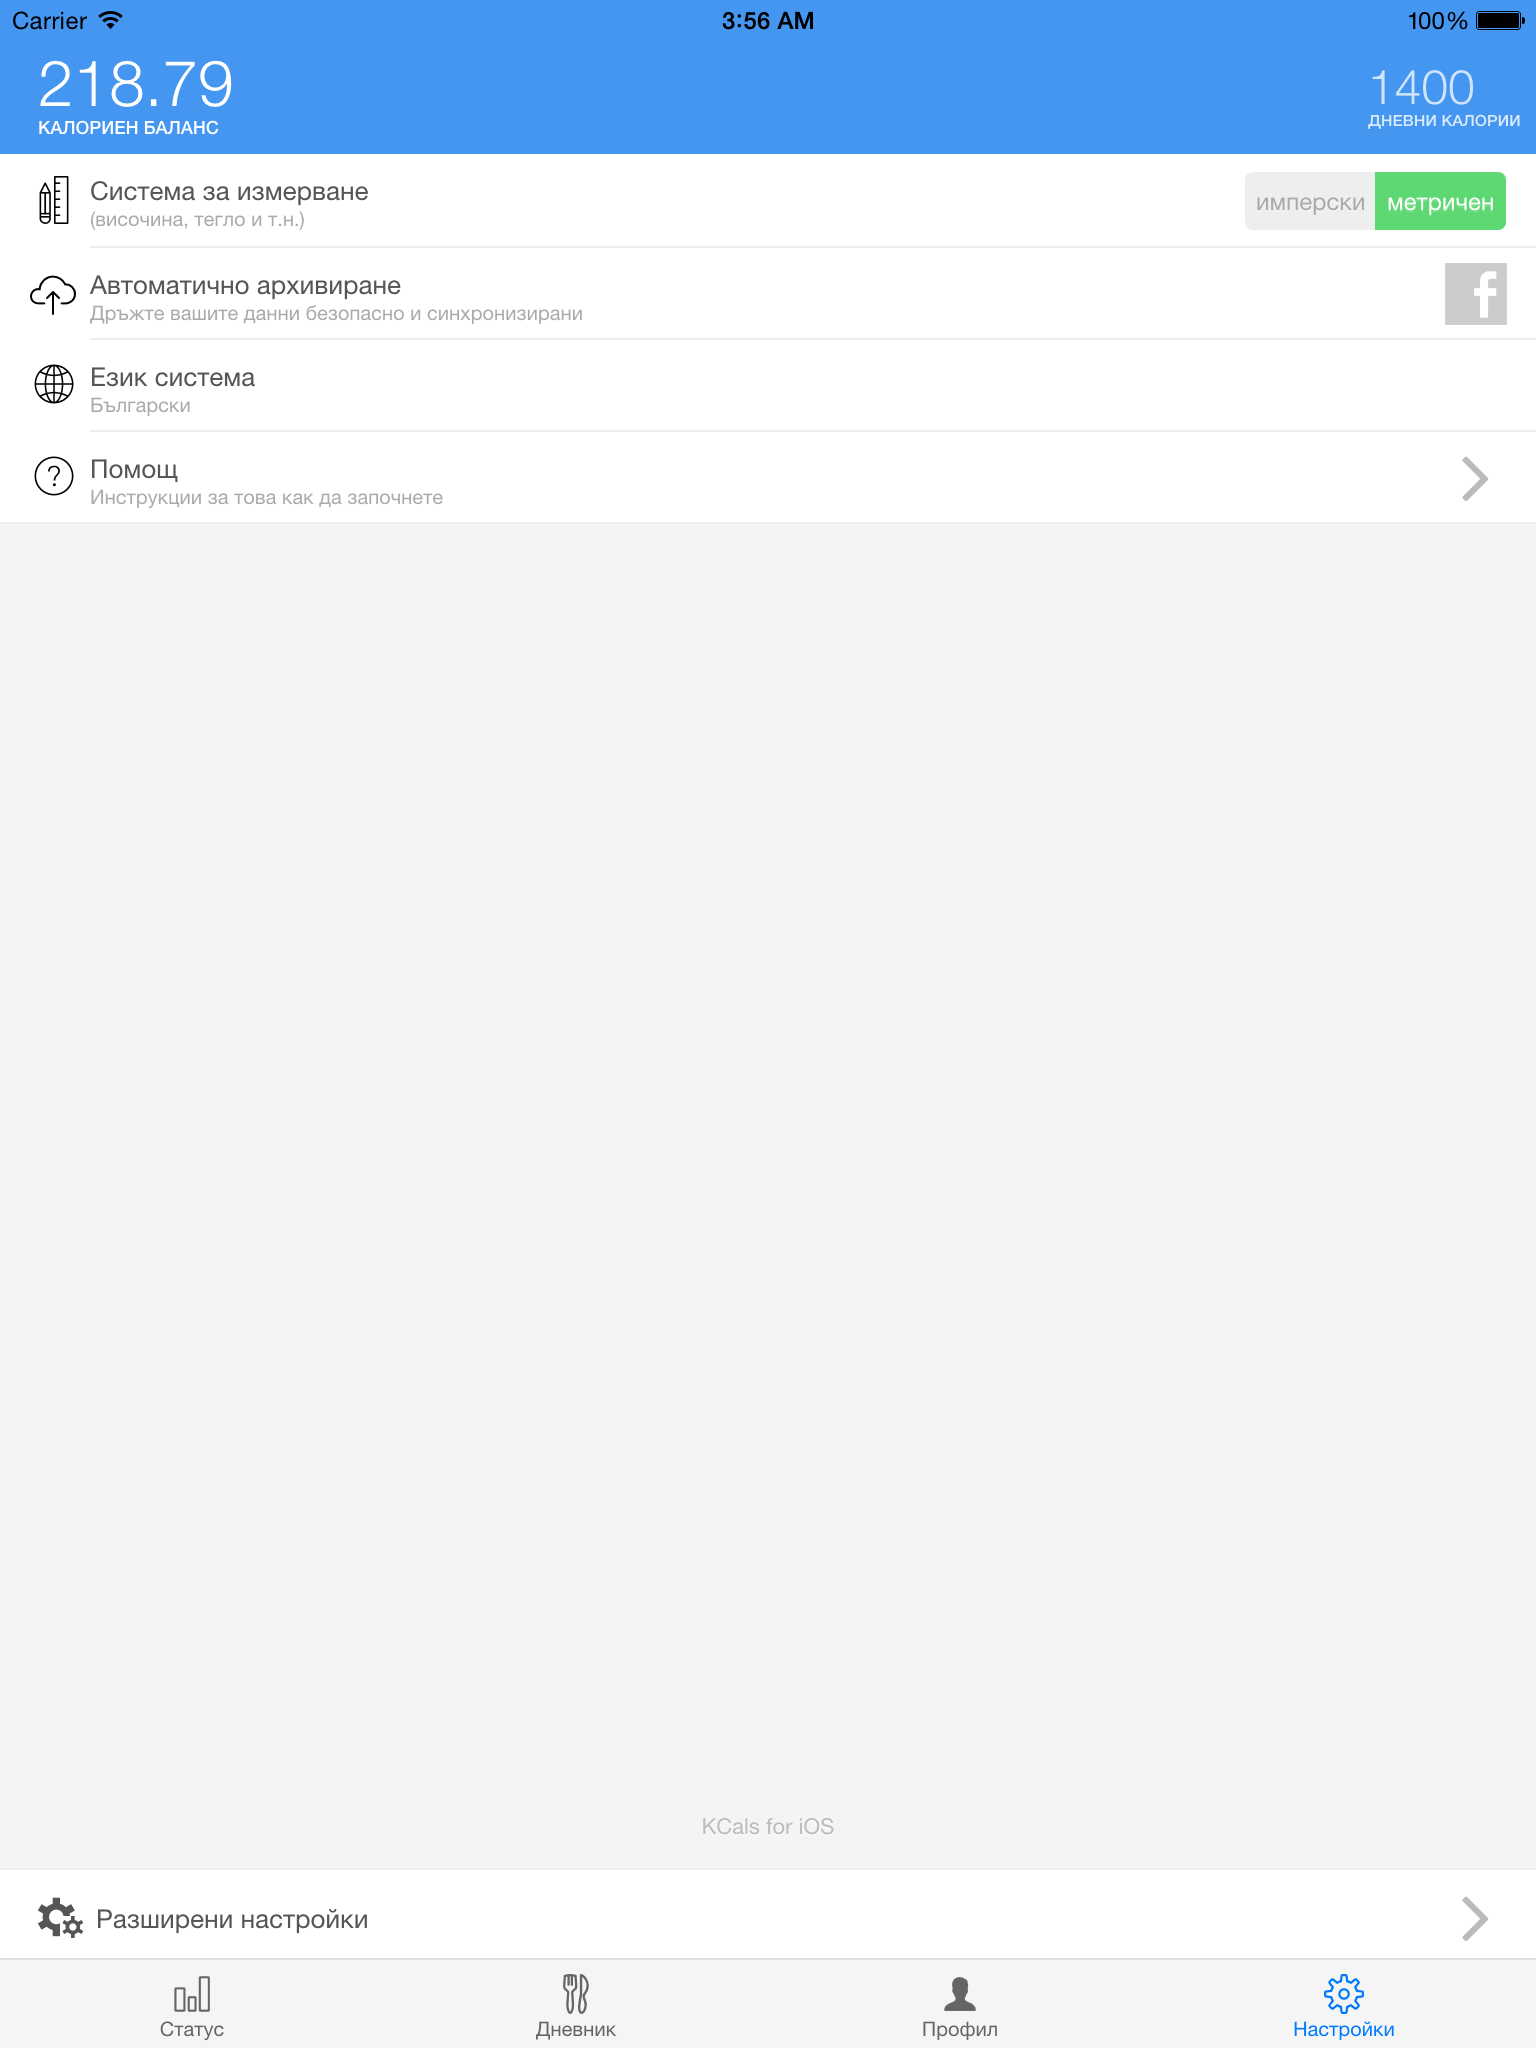 Carrier 3:56 AM 100%
218.79
КАЛОРИЕН БАЛАНС
1400
ДНЕВНИ КАЛОРИИ
Система за измерване
(височина, тегло и т.н.)
имперски метричен
Автоматично архивиране
Дръжте вашите данни безопасно и синхронизирани
f
Език система
Български
?
Помощ
Инструкции за това как да започнете
KCals for iOS
Разширени настройки
Статус Дневник Профил Настройки